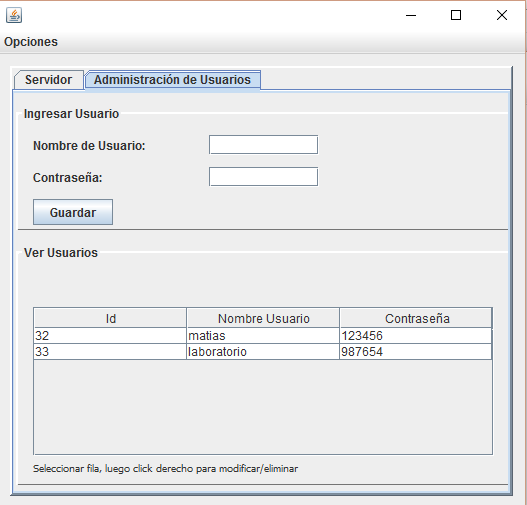 Opciones
Servidor Administración de Usuarios
Ingresar Usuario
Nombre de Usuario:
Contraseña:
Guardar
Ver Usuarios
Id Nombre Usuario Contraseña
32 matias 123456
33 laboratorio 987654
Seleccionar fila, luego click derecho para modificar/eliminar